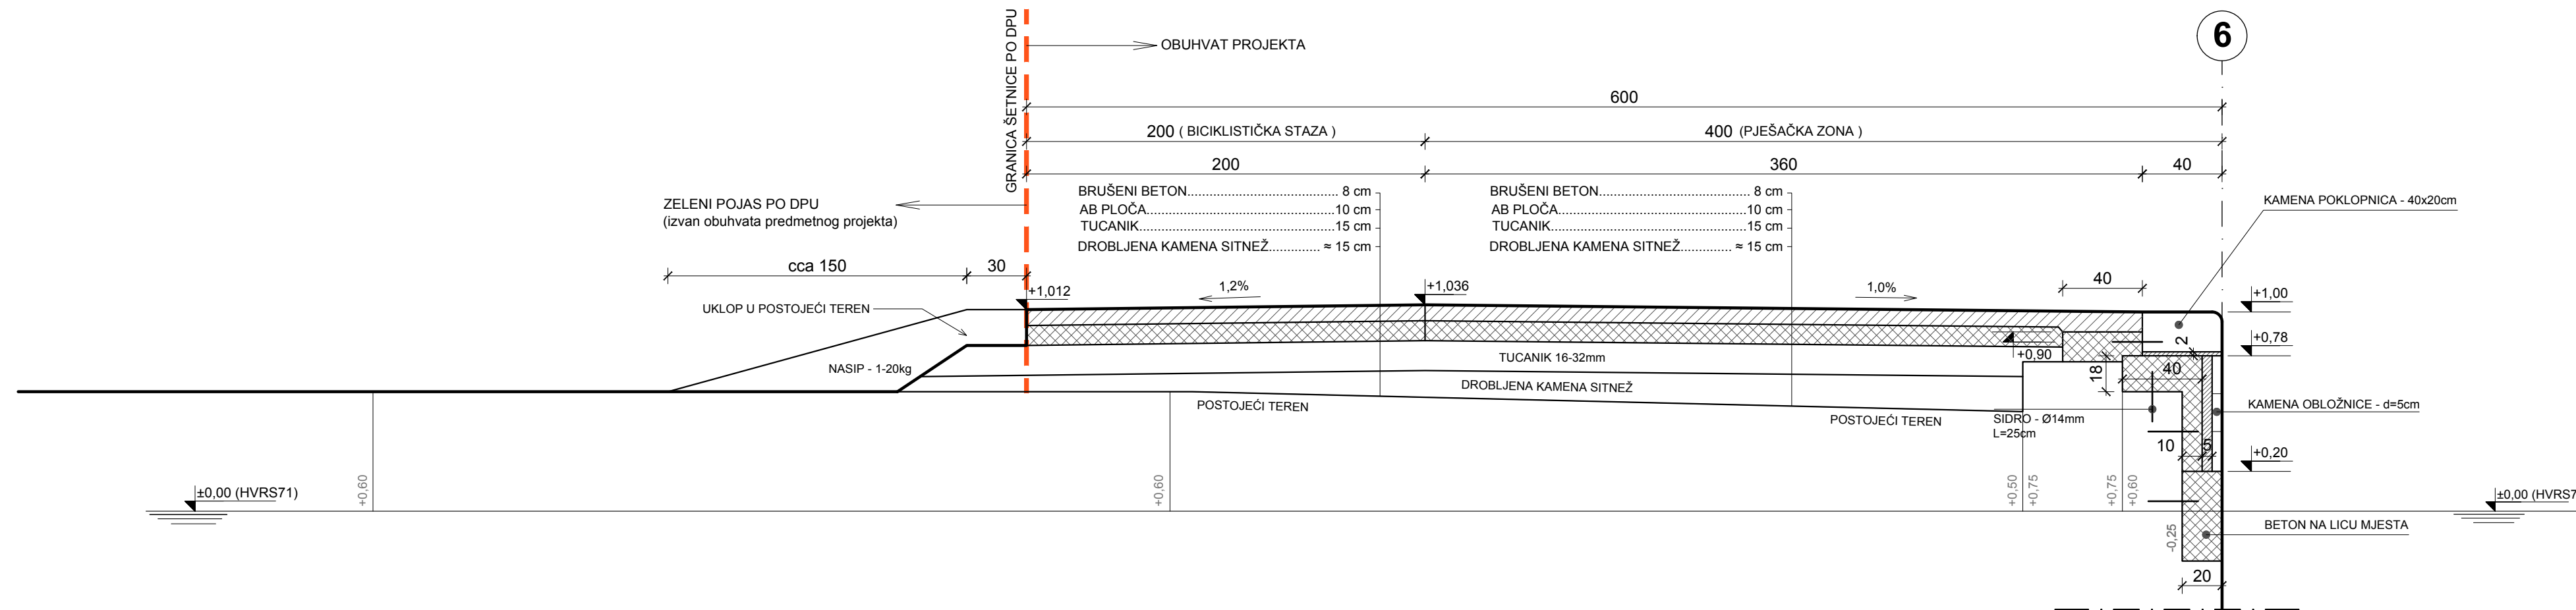 GRANICA ŠETNICE PO DPU
OBUHVAT PROJEKTA
6
600
200 ( BICIKLISTIČKA STAZA )
400 (PJEŠAČKA ZONA )
200
360
40
BRUŠENI BETON................................... 8 cm
AB PLOČA............................................10 cm
TUCANIK..............................................15 cm
DROBLJENA KAMENA SITNEŽ............. ≈ 15 cm
BRUŠENI BETON................................... 8 cm
AB PLOČA............................................10 cm
TUCANIK..............................................15 cm
DROBLJENA KAMENA SITNEŽ............. ≈ 15 cm
KAMENA POKLOPNICA - 40x20cm
ZELENI POJAS PO DPU
(izvan obuhvata predmetnog projekta)
cca 150
30
+1,012
1,2%
+1,036
1,0%
40
+1,00
UKLOP U POSTOJEĆI TEREN
+0,78
2
+0,90
NASIP - 1-20kg
TUCANIK 16-32mm
DROBLJENA KAMENA SITNEŽ
18
40
POSTOJEĆI TEREN
POSTOJEĆI TEREN
SIDRO - Ø14mm
L=25cm
KAMENA OBLOŽNICE - d=5cm
10
5
+0,20
±0,00 (HVRS71)
+0,60
+0,60
+0,50
+0,75
+0,75
+0,60
±0,00 (HVRS7
-0,25
BETON NA LICU MJESTA
20